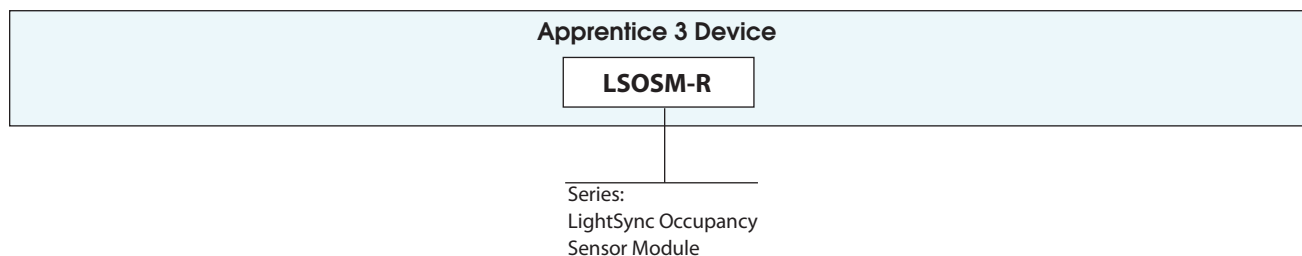 Apprentice 3 Device
LSOSM-R
Series:
LightSync Occupancy
Sensor Module